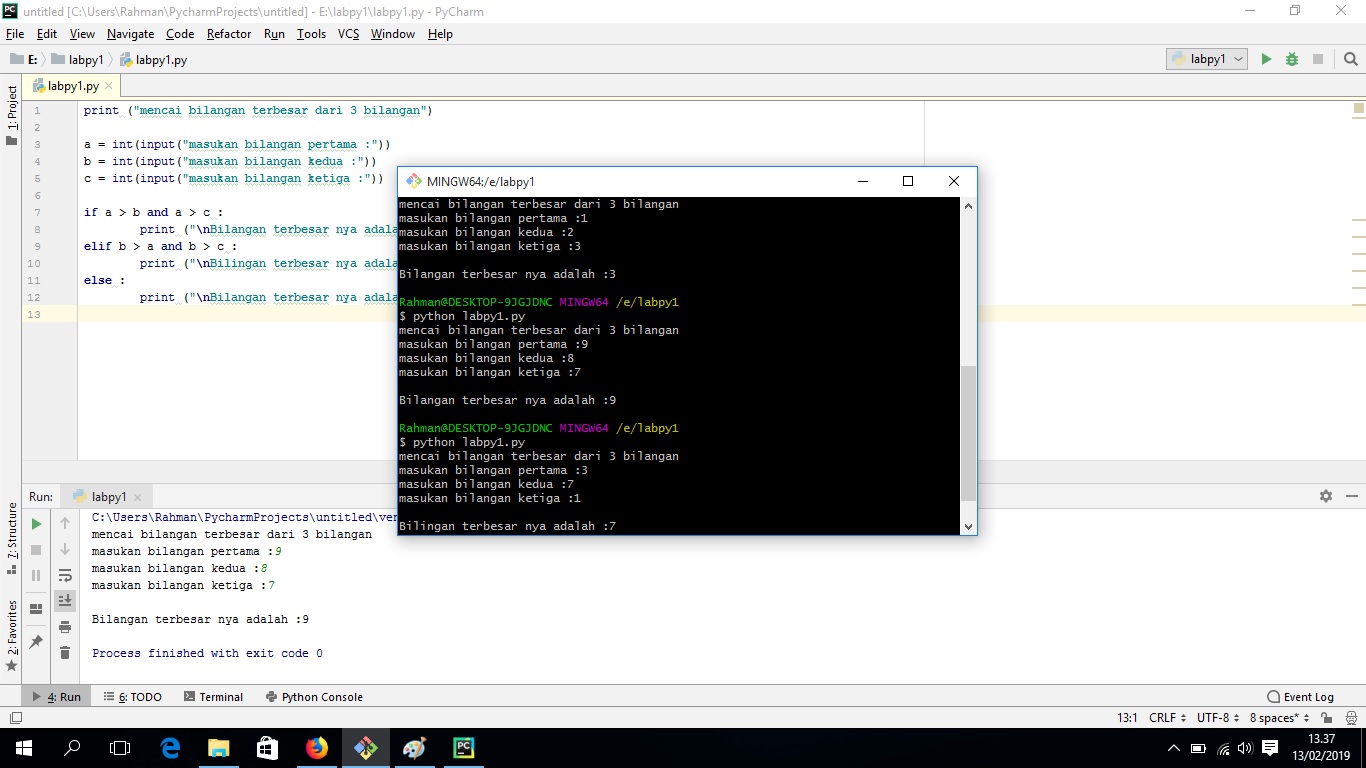 untitled [C:\Users\Rahman\PycharmProjects\untitled] - E:\labpy1\labpy1.py - PyCharm
File Edit View Navigate Code Refactor Run Tools VCS Window Help
E: labpy1 labpy1.py
labpy1
labpy1.py
1: Project
1 print ("mencai bilangan terbesar dari 3 bilangan")
2
3 a = int(input("masukan bilangan pertama :"))
4 b = int(input("masukan bilangan kedua :"))
5 c = int(input("masukan bilangan ketiga :"))
6
7 if a > b and a > c :
8 print ("\nBilangan terbesar nya adala
9 elif b > a and b > c :
10 print ("\nBilingan terbesar nya adala
11 else :
12 print ("\nBilangan terbesar nya adala
13
MINGW64:/e/labpy1
mencai bilangan terbesar dari 3 bilangan
masukan bilangan pertama :1
masukan bilangan kedua :2
masukan bilangan ketiga :3
Bilangan terbesar nya adalah :3
Rahman@DESKTOP-9JGJDNC MINGW64 /e/labpy1
$ python labpy1.py
mencai bilangan terbesar dari 3 bilangan
masukan bilangan pertama :9
masukan bilangan kedua :8
masukan bilangan ketiga :7
Bilangan terbesar nya adalah :9
Rahman@DESKTOP-9JGJDNC MINGW64 /e/labpy1
$ python labpy1.py
mencai bilangan terbesar dari 3 bilangan
masukan bilangan pertama :3
masukan bilangan kedua :7
masukan bilangan ketiga :1
Bilingan terbesar nya adalah :7
Run: labpy1
7: Structure
2: Favorites
C:\Users\Rahman\PycharmProjects\untitled\ven
mencai bilangan terbesar dari 3 bilangan
masukan bilangan pertama :9
masukan bilangan kedua :8
masukan bilangan ketiga :7
Bilangan terbesar nya adalah :9
Process finished with exit code 0
4: Run 6: TODO Terminal Python Console Event Log
13:1 CRLF UTF-8 8 spaces*
PC
13.37
13/02/2019